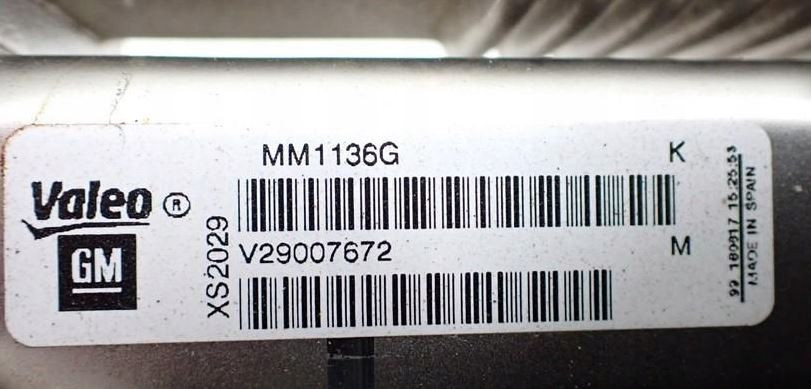 MM1136G K
Valeo ®
GM
XS2029
V29007672 M
99 180917 15:25:53
MADE IN SPAIN